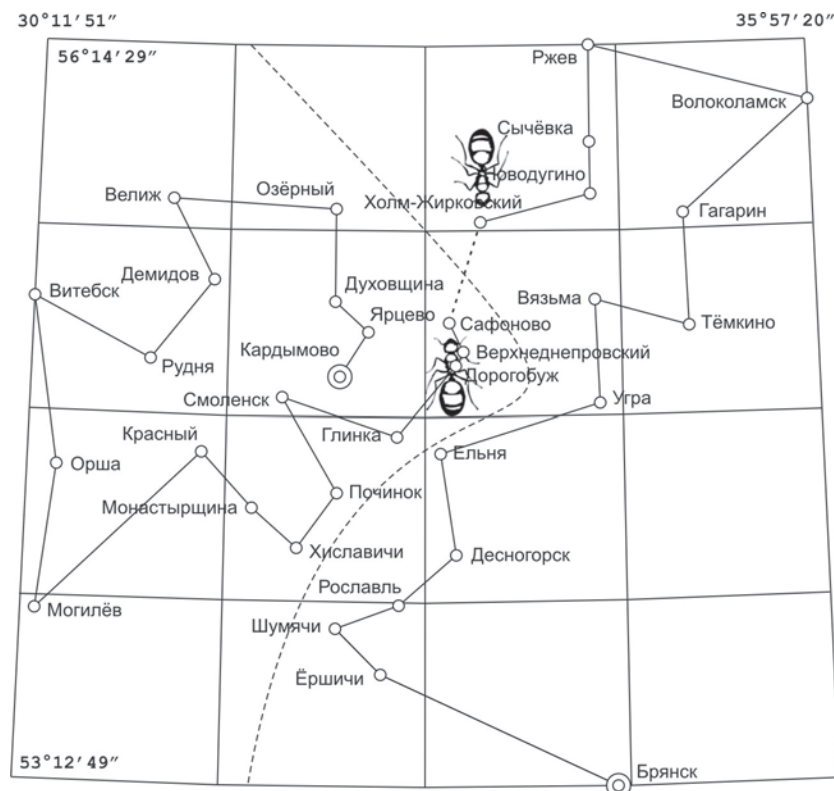 30°11′51″
35°57′20″
56°14′29″
Ржев
Волоколамск
Сычёвка
Новодугино
Велиж
Озёрный
Холм-Жирковский
Гагарин
Демидов
Витебск
Духовщина
Вязьма
Ярцево
Сафоново
Тёмкино
Рудня
Кардымово
Верхнеднепровский
Дорогобуж
Смоленск
Угра
Красный
Глинка
Ельня
Орша
Монастырщина
Починок
Хиславичи
Десногорск
Рославль
Могилёв
Шумячи
Ёршичи
53°12′49″
Брянск